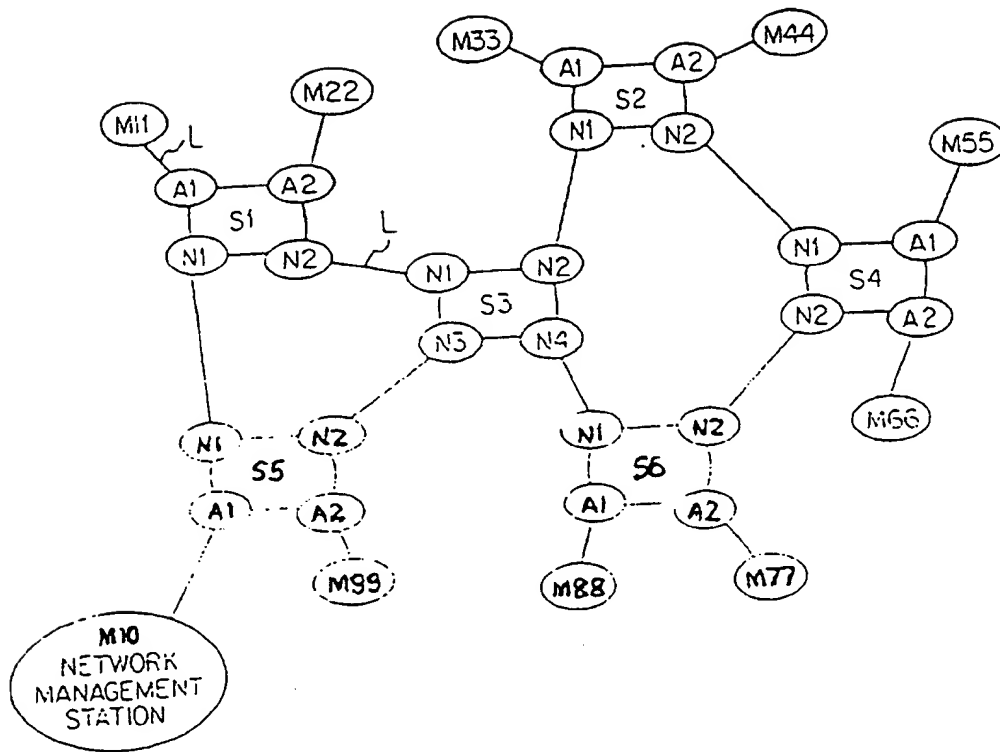 M33
M44
A1
A2
S2
N1
N2
M11
L
M22
A1
A2
S1
N1
N2
L
M55
N1
A1
S4
N2
A2
M66
N1
N2
S3
N3
N4
N1
N2
S5
A1
A2
M99
N1
N2
S6
A1
A2
M88
M77
M10
NETWORK
MANAGEMENT
STATION